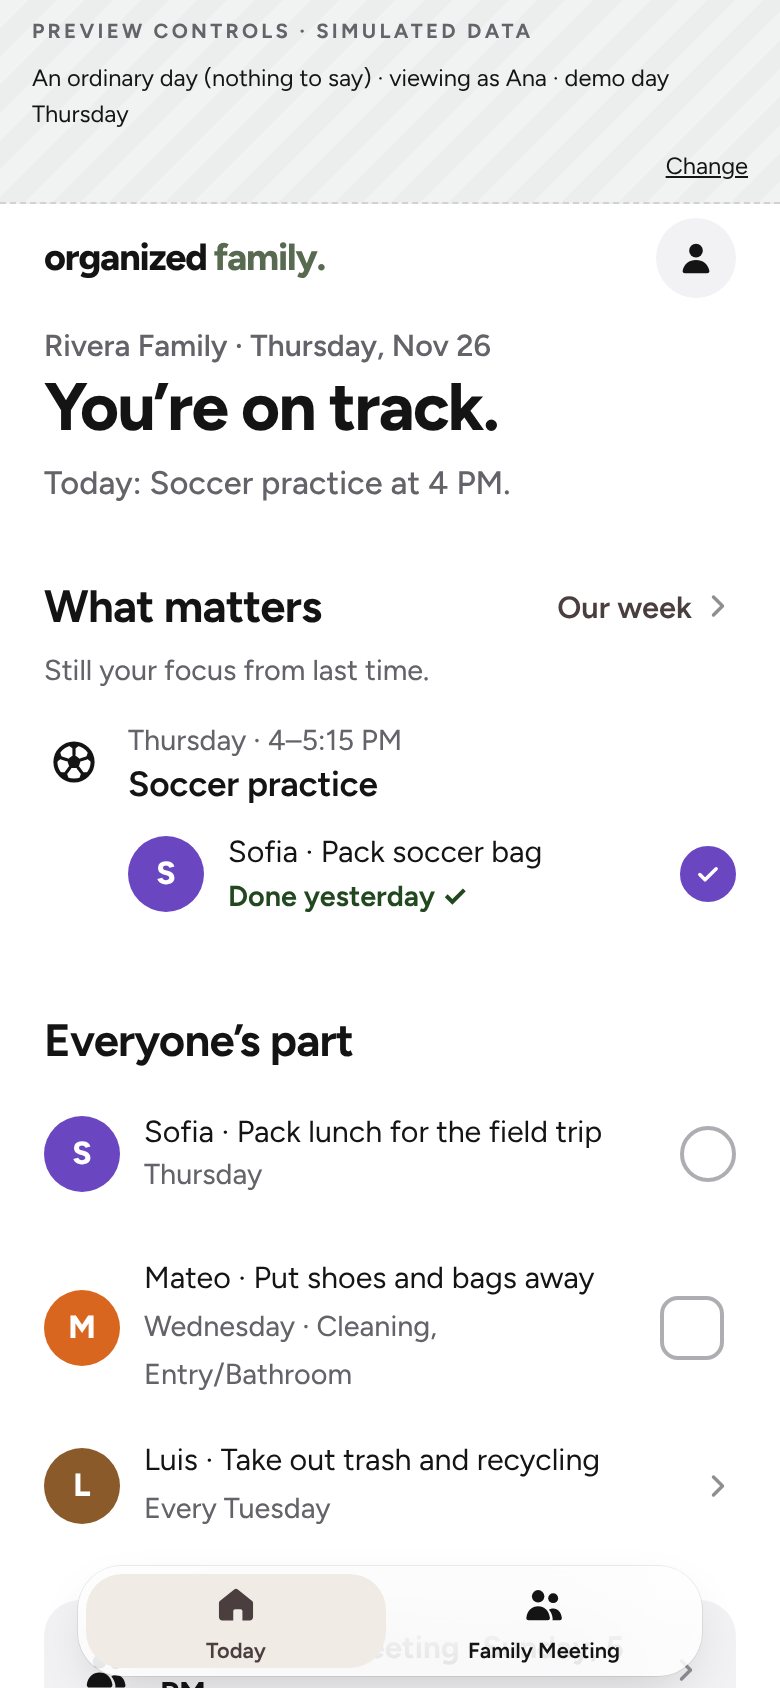 PREVIEW CONTROLS · SIMULATED DATA
An ordinary day (nothing to say) · viewing as Ana · demo day
Thursday
Change
organized family.
Rivera Family · Thursday, Nov 26
You’re on track.
Today: Soccer practice at 4 PM.
What matters
Our week
Still your focus from last time.
Thursday · 4–5:15 PM
Soccer practice
S
Sofia · Pack soccer bag
Done yesterday ✓
Everyone’s part
S
Sofia · Pack lunch for the field trip
Thursday
M
Mateo · Put shoes and bags away
Wednesday · Cleaning,
Entry/Bathroom
L
Luis · Take out trash and recycling
Every Tuesday
Today
Family Meeting
PM